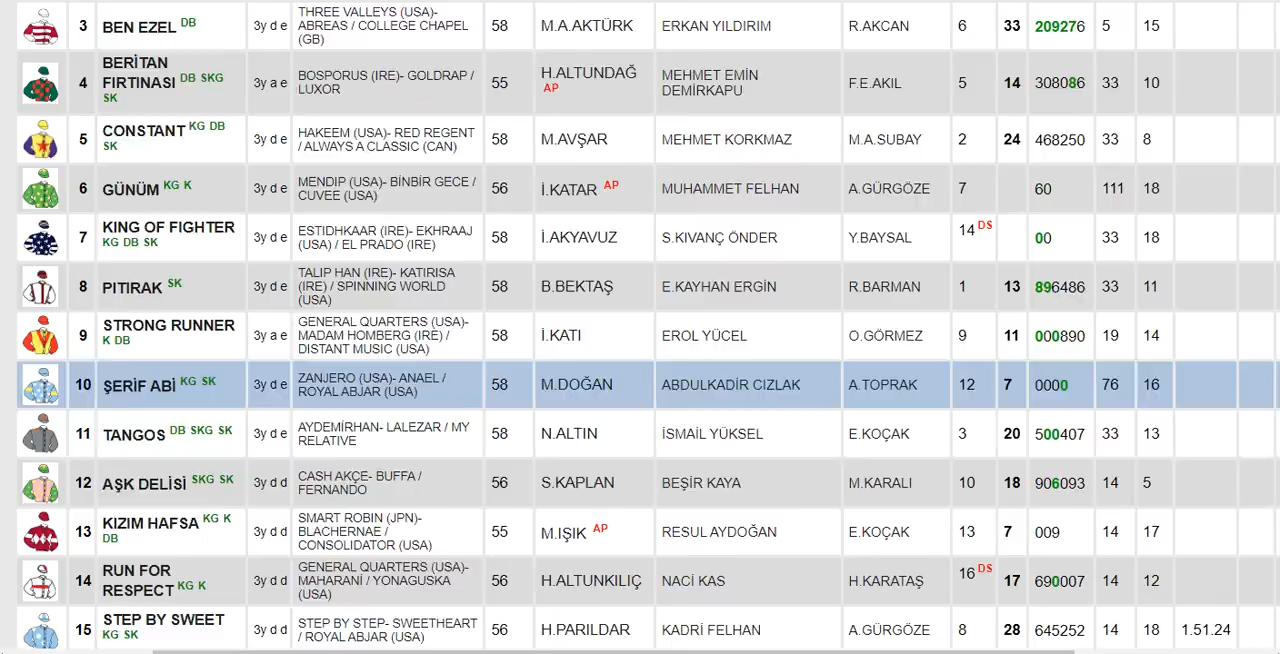 3 BEN EZEL DB 3y d e THREE VALLEYS (USA)- ABREAS / COLLEGE CHAPEL (GB) 58 M.A.AKTÜRK ERKAN YILDIRIM R.AKCAN 6 33 209276 5 15
4 BERİTAN FIRTINASI DB SKG SK 3y a e BOSPORUS (IRE)- GOLDRAP / LUXOR 55 H.ALTUNDAĞ AP MEHMET EMİN DEMİRKAPU F.E.AKIL 5 14 308086 33 10
5 CONSTANT KG DB SK 3y d e HAKEEM (USA)- RED REGENT / ALWAYS A CLASSIC (CAN) 58 M.AVŞAR MEHMET KORKMAZ M.A.SUBAY 2 24 468250 33 8
6 GÜNÜM KG K 3y d e MENDIP (USA)- BİNBİR GECE / CUVEE (USA) 56 İ.KATAR AP MUHAMMET FELHAN A.GÜRGÖZE 7 60 111 18
7 KING OF FIGHTER KG DB SK 3y d e ESTIDHKAAR (IRE)- EKHRAAJ (USA) / EL PRADO (IRE) 58 İ.AKYAVUZ S.KIVANÇ ÖNDER Y.BAYSAL 14 DS 00 33 18
8 PITIRAK SK 3y d e TALIP HAN (IRE)- KATIRISA (IRE) / SPINNING WORLD (USA) 58 B.BEKTAŞ E.KAYHAN ERGİN R.BARMAN 1 13 896486 33 11
9 STRONG RUNNER K DB 3y a e GENERAL QUARTERS (USA)- MADAM HOMBERG (IRE) / DISTANT MUSIC (USA) 58 İ.KATI EROL YÜCEL O.GÖRMEZ 9 11 000890 19 14
10 ŞERİF ABİ KG SK 3y d e ZANJERO (USA)- ANAEL / ROYAL ABJAR (USA) 58 M.DOĞAN ABDULKADİR CIZLAK A.TOPRAK 12 7 0000 76 16
11 TANGOS DB SKG SK 3y d e AYDEMİRHAN- LALEZAR / MY RELATIVE 58 N.ALTIN İSMAİL YÜKSEL E.KOÇAK 3 20 500407 33 13
12 AŞK DELİSİ SKG SK 3y d d CASH AKÇE- BUFFA / FERNANDO 56 S.KAPLAN BEŞİR KAYA M.KARALI 10 18 906093 14 5
13 KIZIM HAFSA KG K DB 3y d d SMART ROBIN (JPN)- BLACHERNAE / CONSOLIDATOR (USA) 55 M.IŞIK AP RESUL AYDOĞAN E.KOÇAK 13 7 009 14 17
14 RUN FOR RESPECT KG K 3y d d GENERAL QUARTERS (USA)- MAHARANİ / YONAGUSKA (USA) 56 H.ALTUNKILIÇ NACİ KAS H.KARATAŞ 16 DS 17 690007 14 12
15 STEP BY SWEET KG SK 3y d d STEP BY STEP- SWEETHEART / ROYAL ABJAR (USA) 56 H.PARILDAR KADRİ FELHAN A.GÜRGÖZE 8 28 645252 14 18 1.51.24